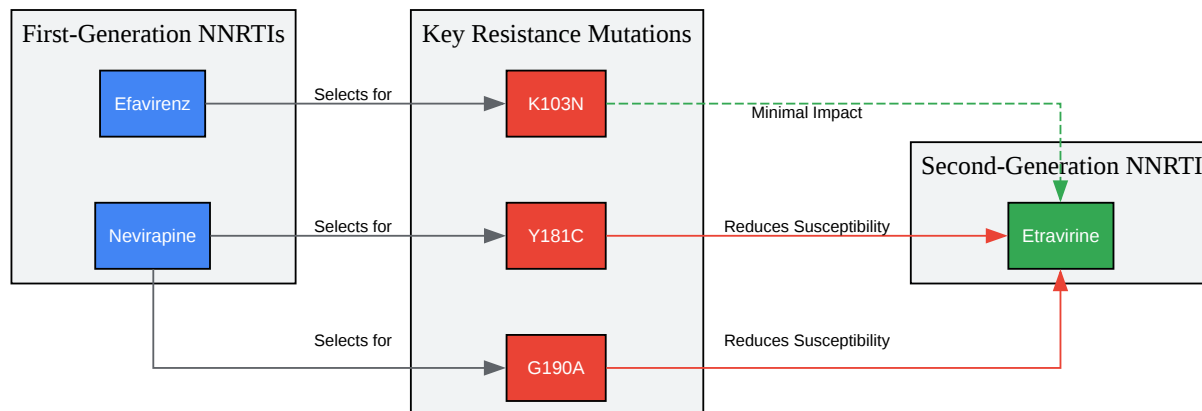 First-Generation NNRTIs
Key Resistance Mutations
Efavirenz
Selects for
K103N
Minimal Impact
Second-Generation NNRTI
Nevirapine
Selects for
Y181C
Reduces Susceptibility
Etravirine
Selects for
G190A
Reduces Susceptibility